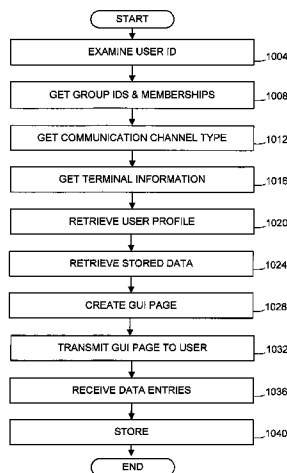 START
EXAMINE USER ID
1004
GET GROUP IDS & MEMBERSHIPS
1008
GET COMMUNICATION CHANNEL TYPE
1012
GET TERMINAL INFORMATION
1016
RETRIEVE USER PROFILE
1020
RETRIEVE STORED DATA
1024
CREATE GUI PAGE
1028
TRANSMIT GUI PAGE TO USER
1032
RECEIVE DATA ENTRIES
1036
STORE
1040
END